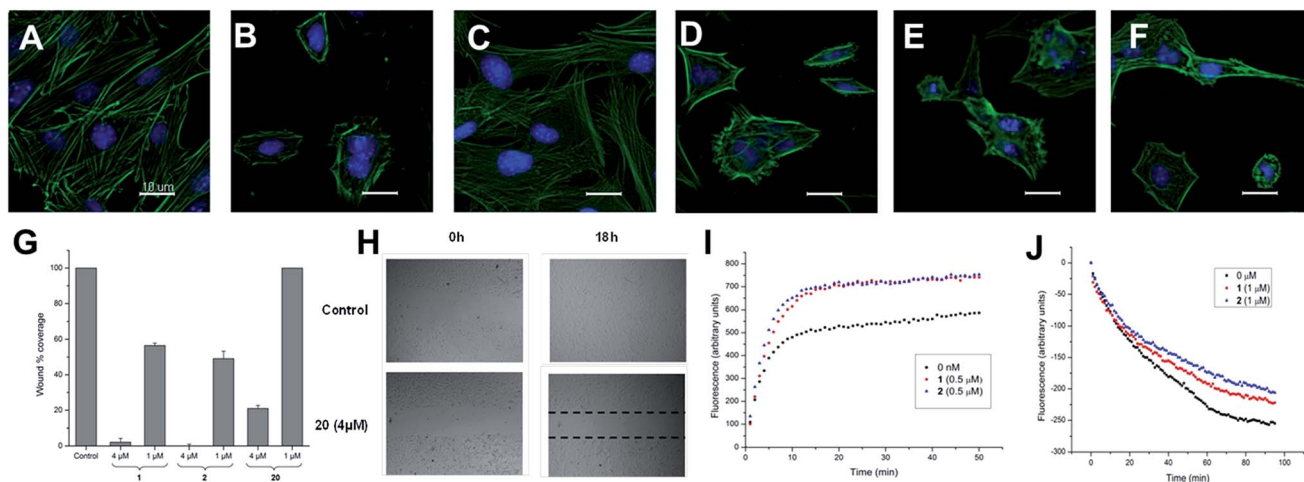 A
B
C
D
E
F
10 um
G
Wound % coverage
100
80
60
40
20
0
Control
4 μM
1 μM
4 μM
1 μM
4 μM
1 μM
1
2
20
H
0h
18h
Control
20 (4μM)
I
Fluorescence (arbitrary units)
800
700
600
500
400
300
200
100
0
0 nM
1 (0.5 μM)
2 (0.5 μM)
0
10
20
30
40
50
Time (min)
J
Fluorescence (arbitrary units)
0
-50
-100
-150
-200
-250
-300
0 μM
1 (1 μM)
2 (1 μM)
0
20
40
60
80
100
Time (min)